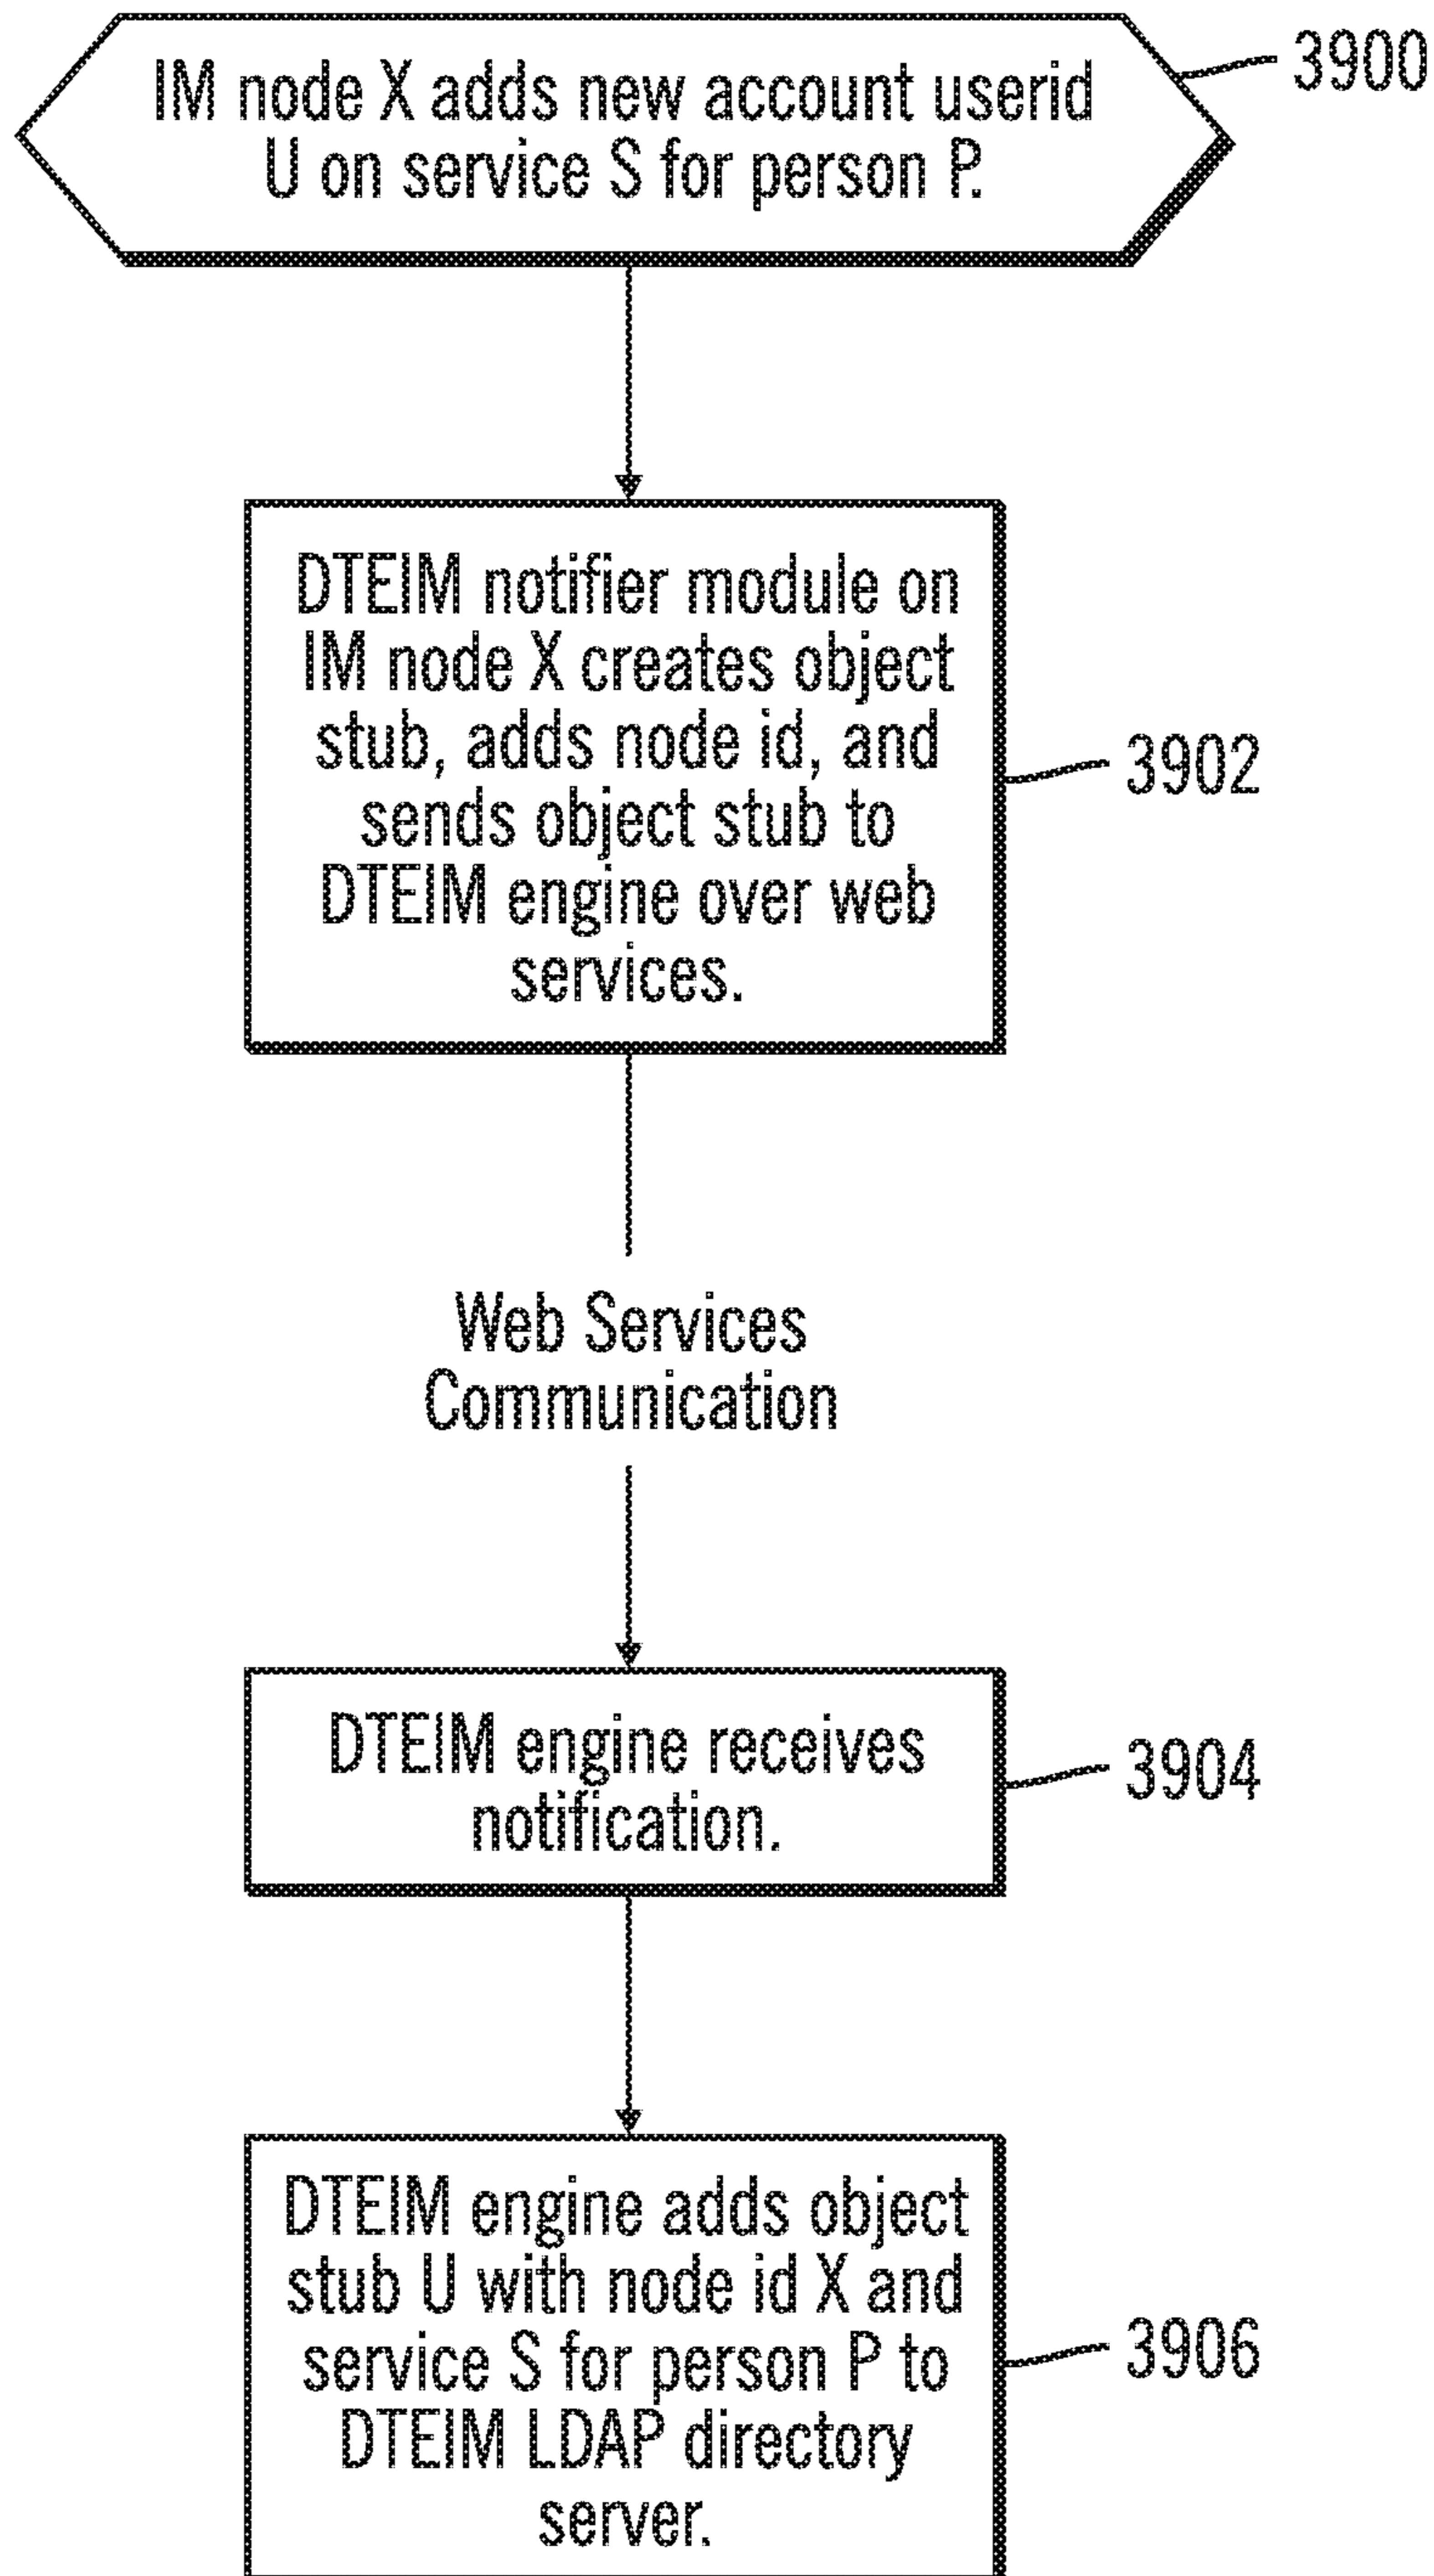 IM node X adds new account userid
U on service S for person P.
3900
DTEIM notifier module on
IM node X creates object
stub, adds node id, and
sends object stub to
DTEIM engine over web
services.
3902
Web Services
Communication
DTEIM engine receives
notification.
3904
DTEIM engine adds object
stub U with node id X and
service S for person P to
DTEIM LDAP directory
server.
3906